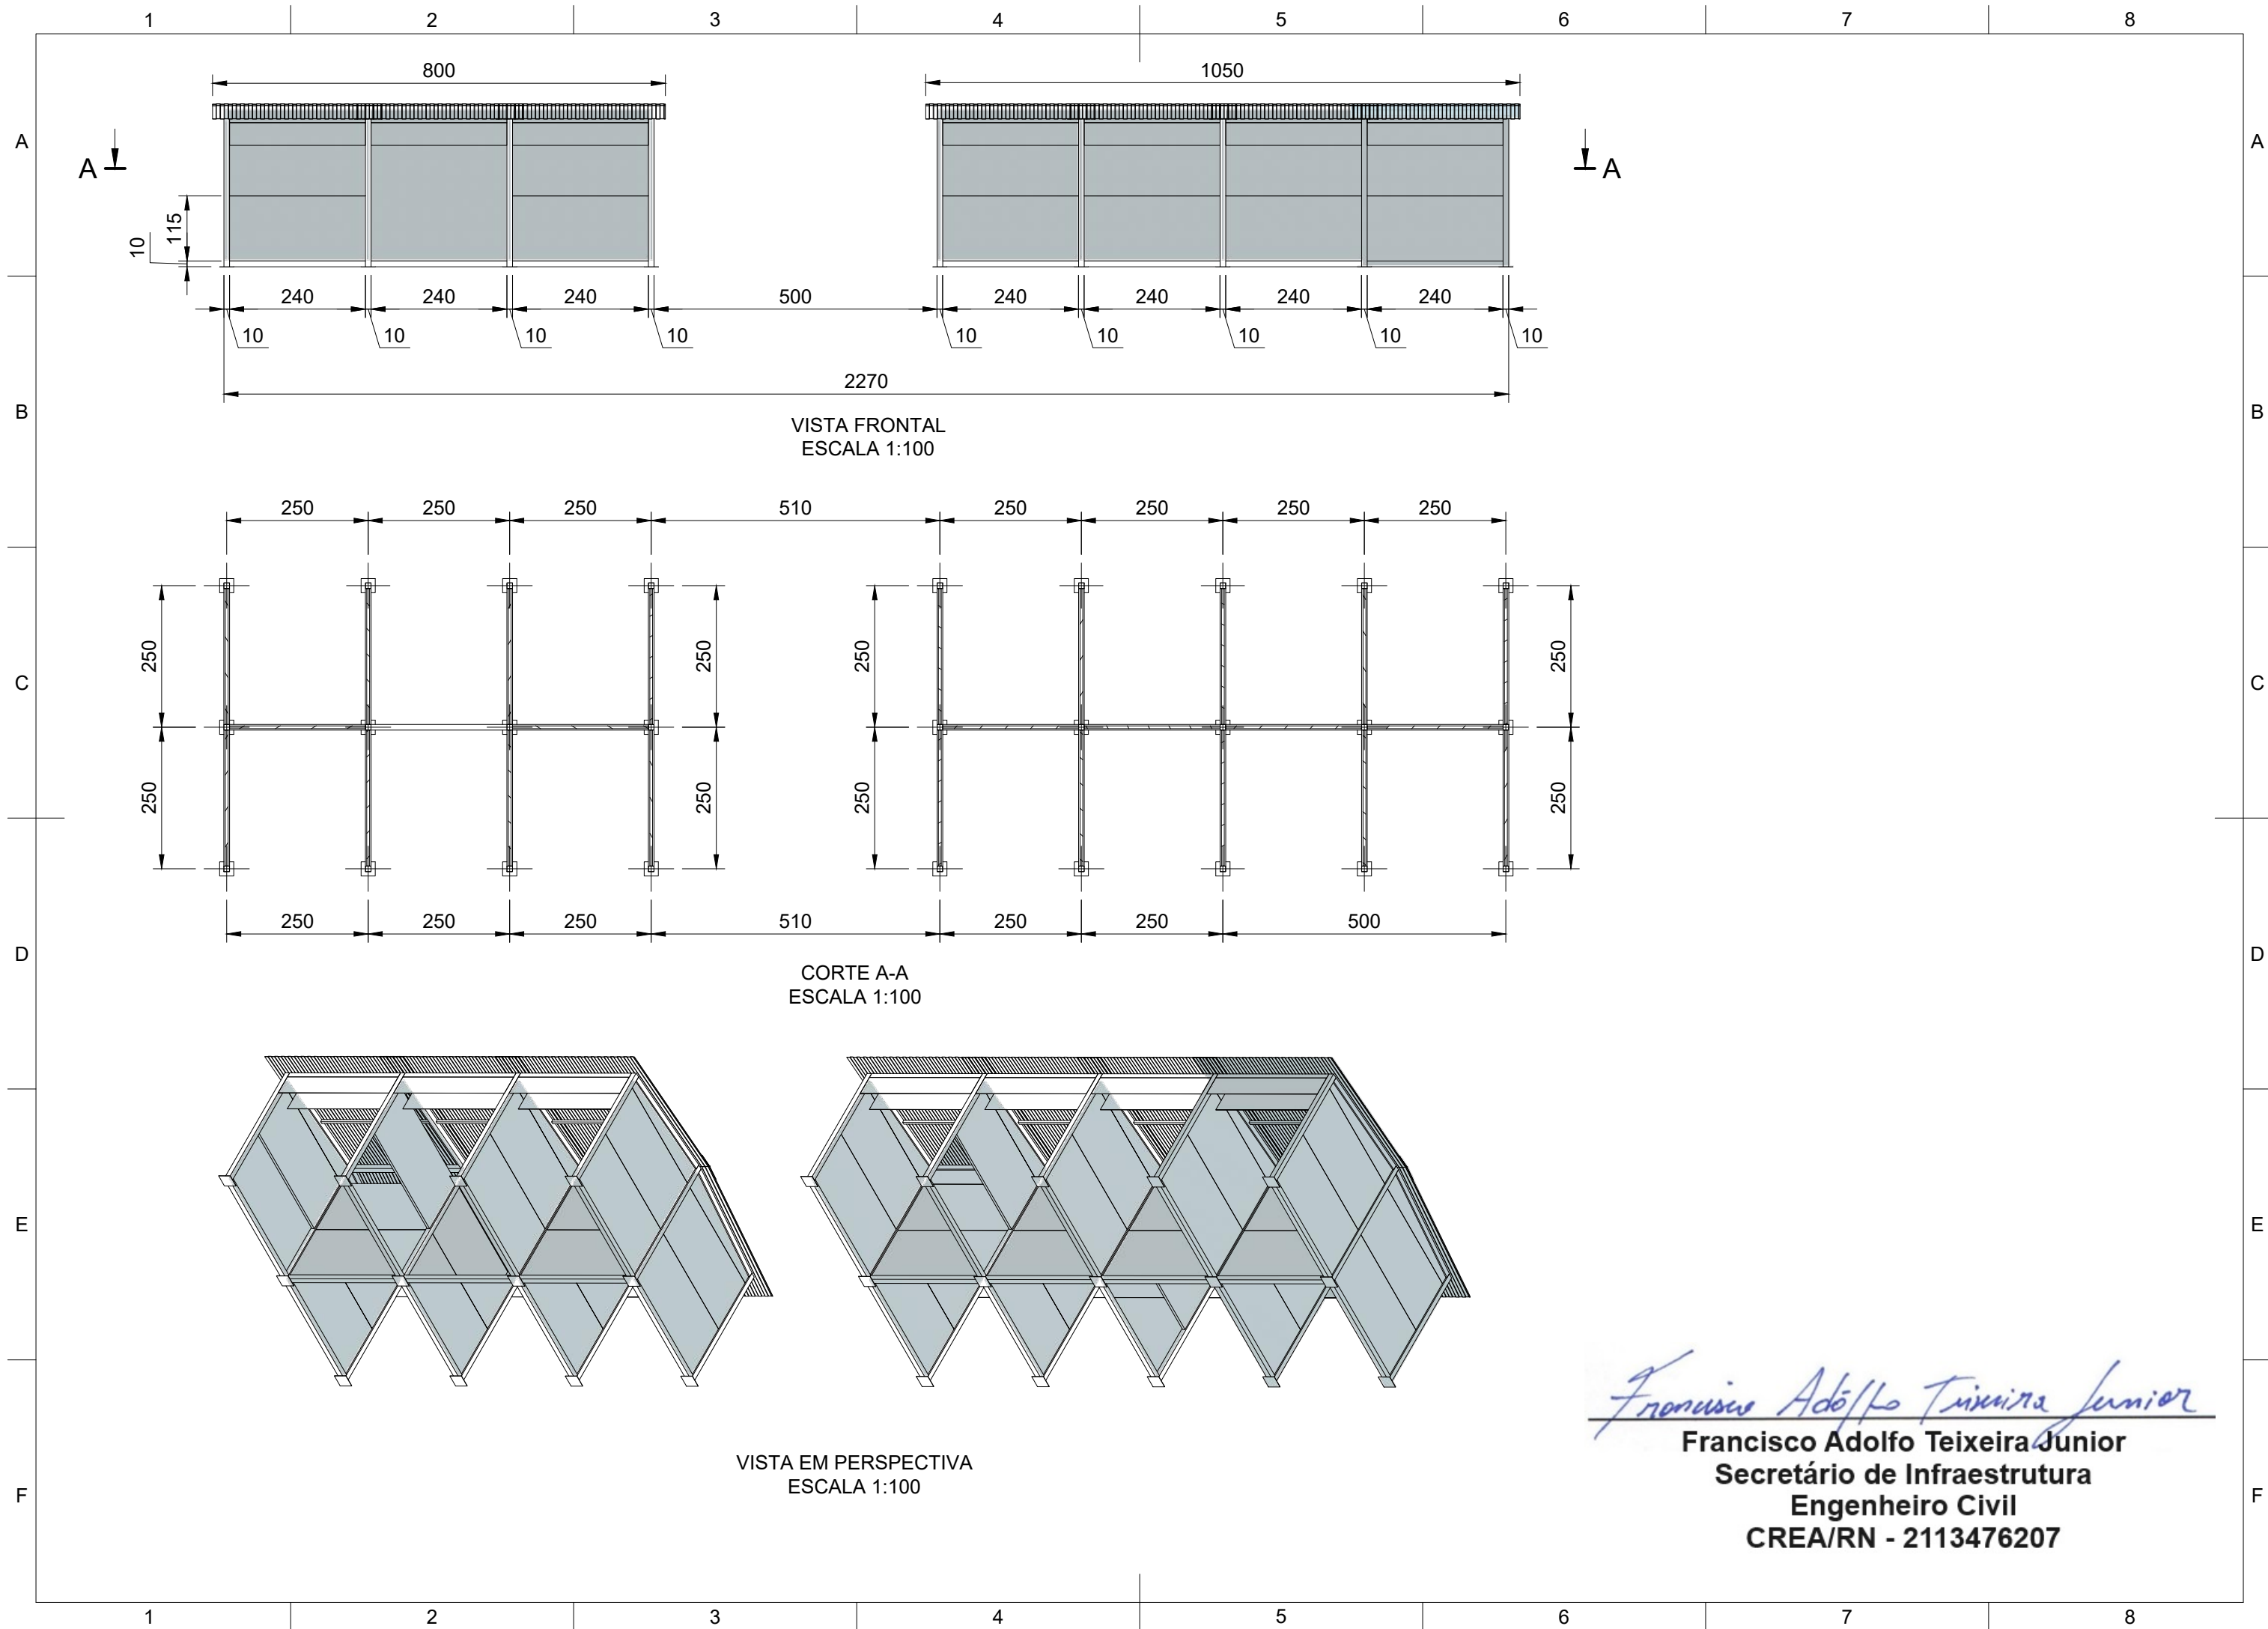 1 2 3 4 5 6 7 8
800 1050
A A
A A
115
10
240 240 240 500 240 240 240 240
10 10 10 10 10 10 10 10 10
2270
B B
VISTA FRONTAL
ESCALA 1:100
250 250 250 510 250 250 250 250
250 250 250 250
C C
250 250 250 250
250 250 250 510 250 250 500
D D
CORTE A-A
ESCALA 1:100
E E
VISTA EM PERSPECTIVA
ESCALA 1:100
F F
Francisco Adolfo Teixeira Junior
Francisco Adolfo Teixeira Junior
Secretário de Infraestrutura
Engenheiro Civil
CREA/RN - 2113476207
1 2 3 4 5 6 7 8